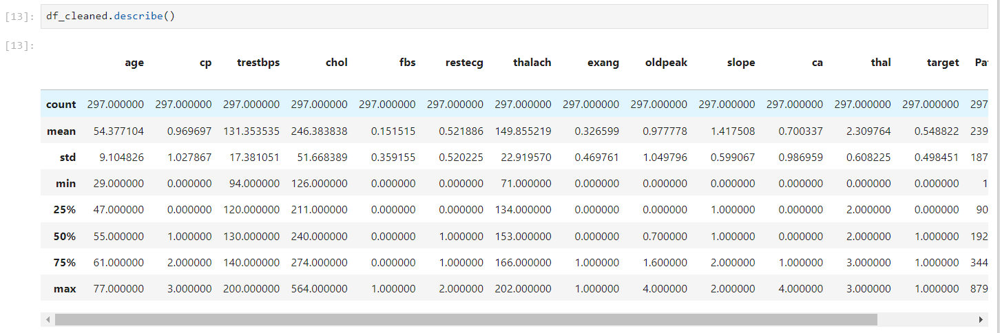 [13]: df_cleaned.describe()
[13]:
age cp trestbps chol fbs restecg thalach exang oldpeak slope ca thal target Pa
count 297.000000 297.000000 297.000000 297.000000 297.000000 297.000000 297.000000 297.000000 297.000000 297.000000 297.000000 297.000000 297.000000 297
mean 54.377104 0.969697 131.353535 246.383838 0.151515 0.521886 149.855219 0.326599 0.977778 1.417508 0.700337 2.309764 0.548822 239
std 9.104826 1.027867 17.381051 51.668389 0.359155 0.520225 22.919570 0.469761 1.049796 0.599067 0.986959 0.608225 0.498451 187
min 29.000000 0.000000 94.000000 126.000000 0.000000 0.000000 71.000000 0.000000 0.000000 0.000000 0.000000 0.000000 0.000000 1
25% 47.000000 0.000000 120.000000 211.000000 0.000000 0.000000 134.000000 0.000000 0.000000 1.000000 0.000000 2.000000 0.000000 90
50% 55.000000 1.000000 130.000000 240.000000 0.000000 1.000000 153.000000 0.000000 0.700000 1.000000 0.000000 2.000000 1.000000 192
75% 61.000000 2.000000 140.000000 274.000000 0.000000 1.000000 166.000000 1.000000 1.600000 2.000000 1.000000 3.000000 1.000000 344
max 77.000000 3.000000 200.000000 564.000000 1.000000 2.000000 202.000000 1.000000 4.000000 2.000000 4.000000 3.000000 1.000000 879